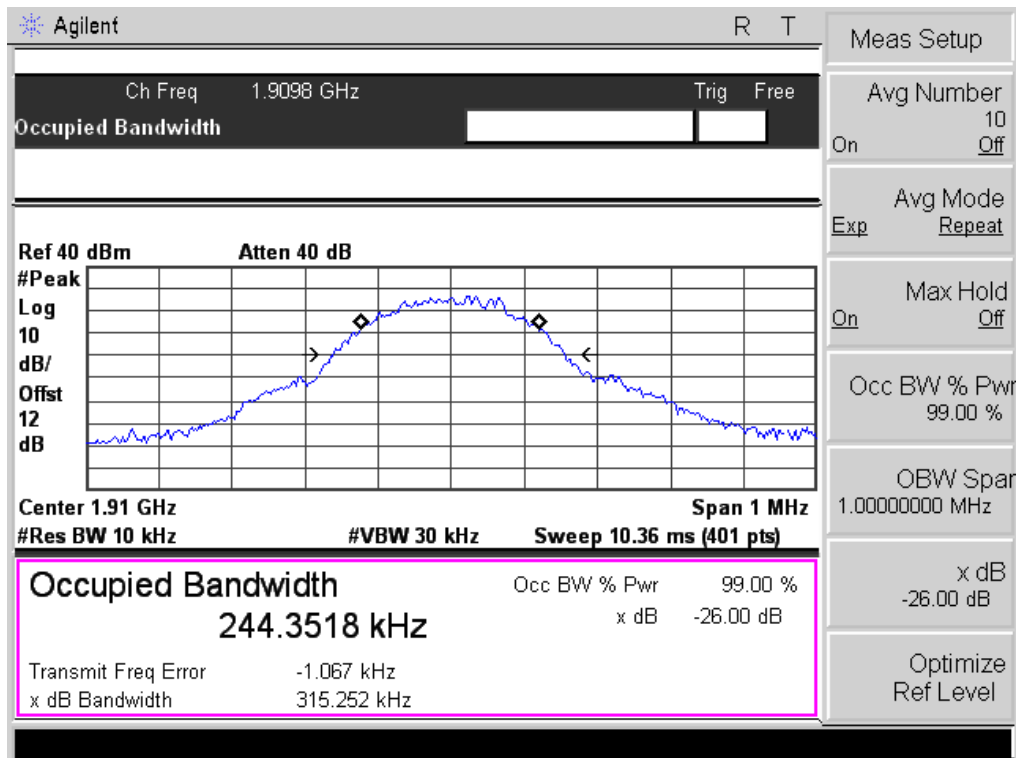 Agilent
R T
Ch Freq 1.9098 GHz Trig Free
Occupied Bandwidth
Ref 40 dBm Atten 40 dB
#Peak
Log
10
dB/
Offst
12
dB
Center 1.91 GHz Span 1 MHz
#Res BW 10 kHz #VBW 30 kHz Sweep 10.36 ms (401 pts)
Occupied Bandwidth
244.3518 kHz
Occ BW % Pwr 99.00 %
x dB -26.00 dB
Transmit Freq Error -1.067 kHz
x dB Bandwidth 315.252 kHz
Meas Setup
Avg Number
10
On Off
Avg Mode
Exp Repeat
Max Hold
On Off
Occ BW % Pwr
99.00 %
OBW Span
1.00000000 MHz
x dB
-26.00 dB
Optimize
Ref Level